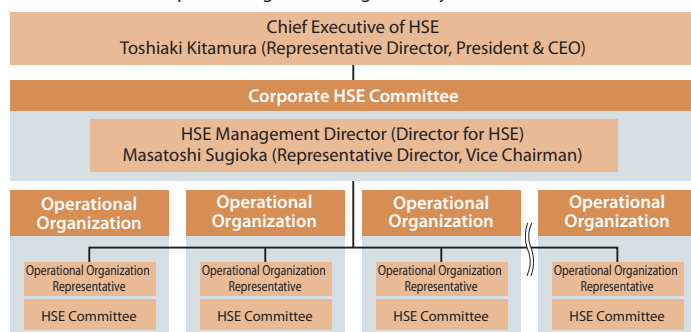 Chief Executive of HSE
Toshiaki Kitamura (Representative Director, President & CEO)
Corporate HSE Committee
HSE Management Director (Director for HSE)
Masatoshi Sugioka (Representative Director, Vice Chairman)
Operational
Organization
Operational Organization
Representative
HSE Committee
Operational
Organization
Operational Organization
Representative
HSE Committee
Operational
Organization
Operational Organization
Representative
HSE Committee
Operational
Organization
Operational Organization
Representative
HSE Committee